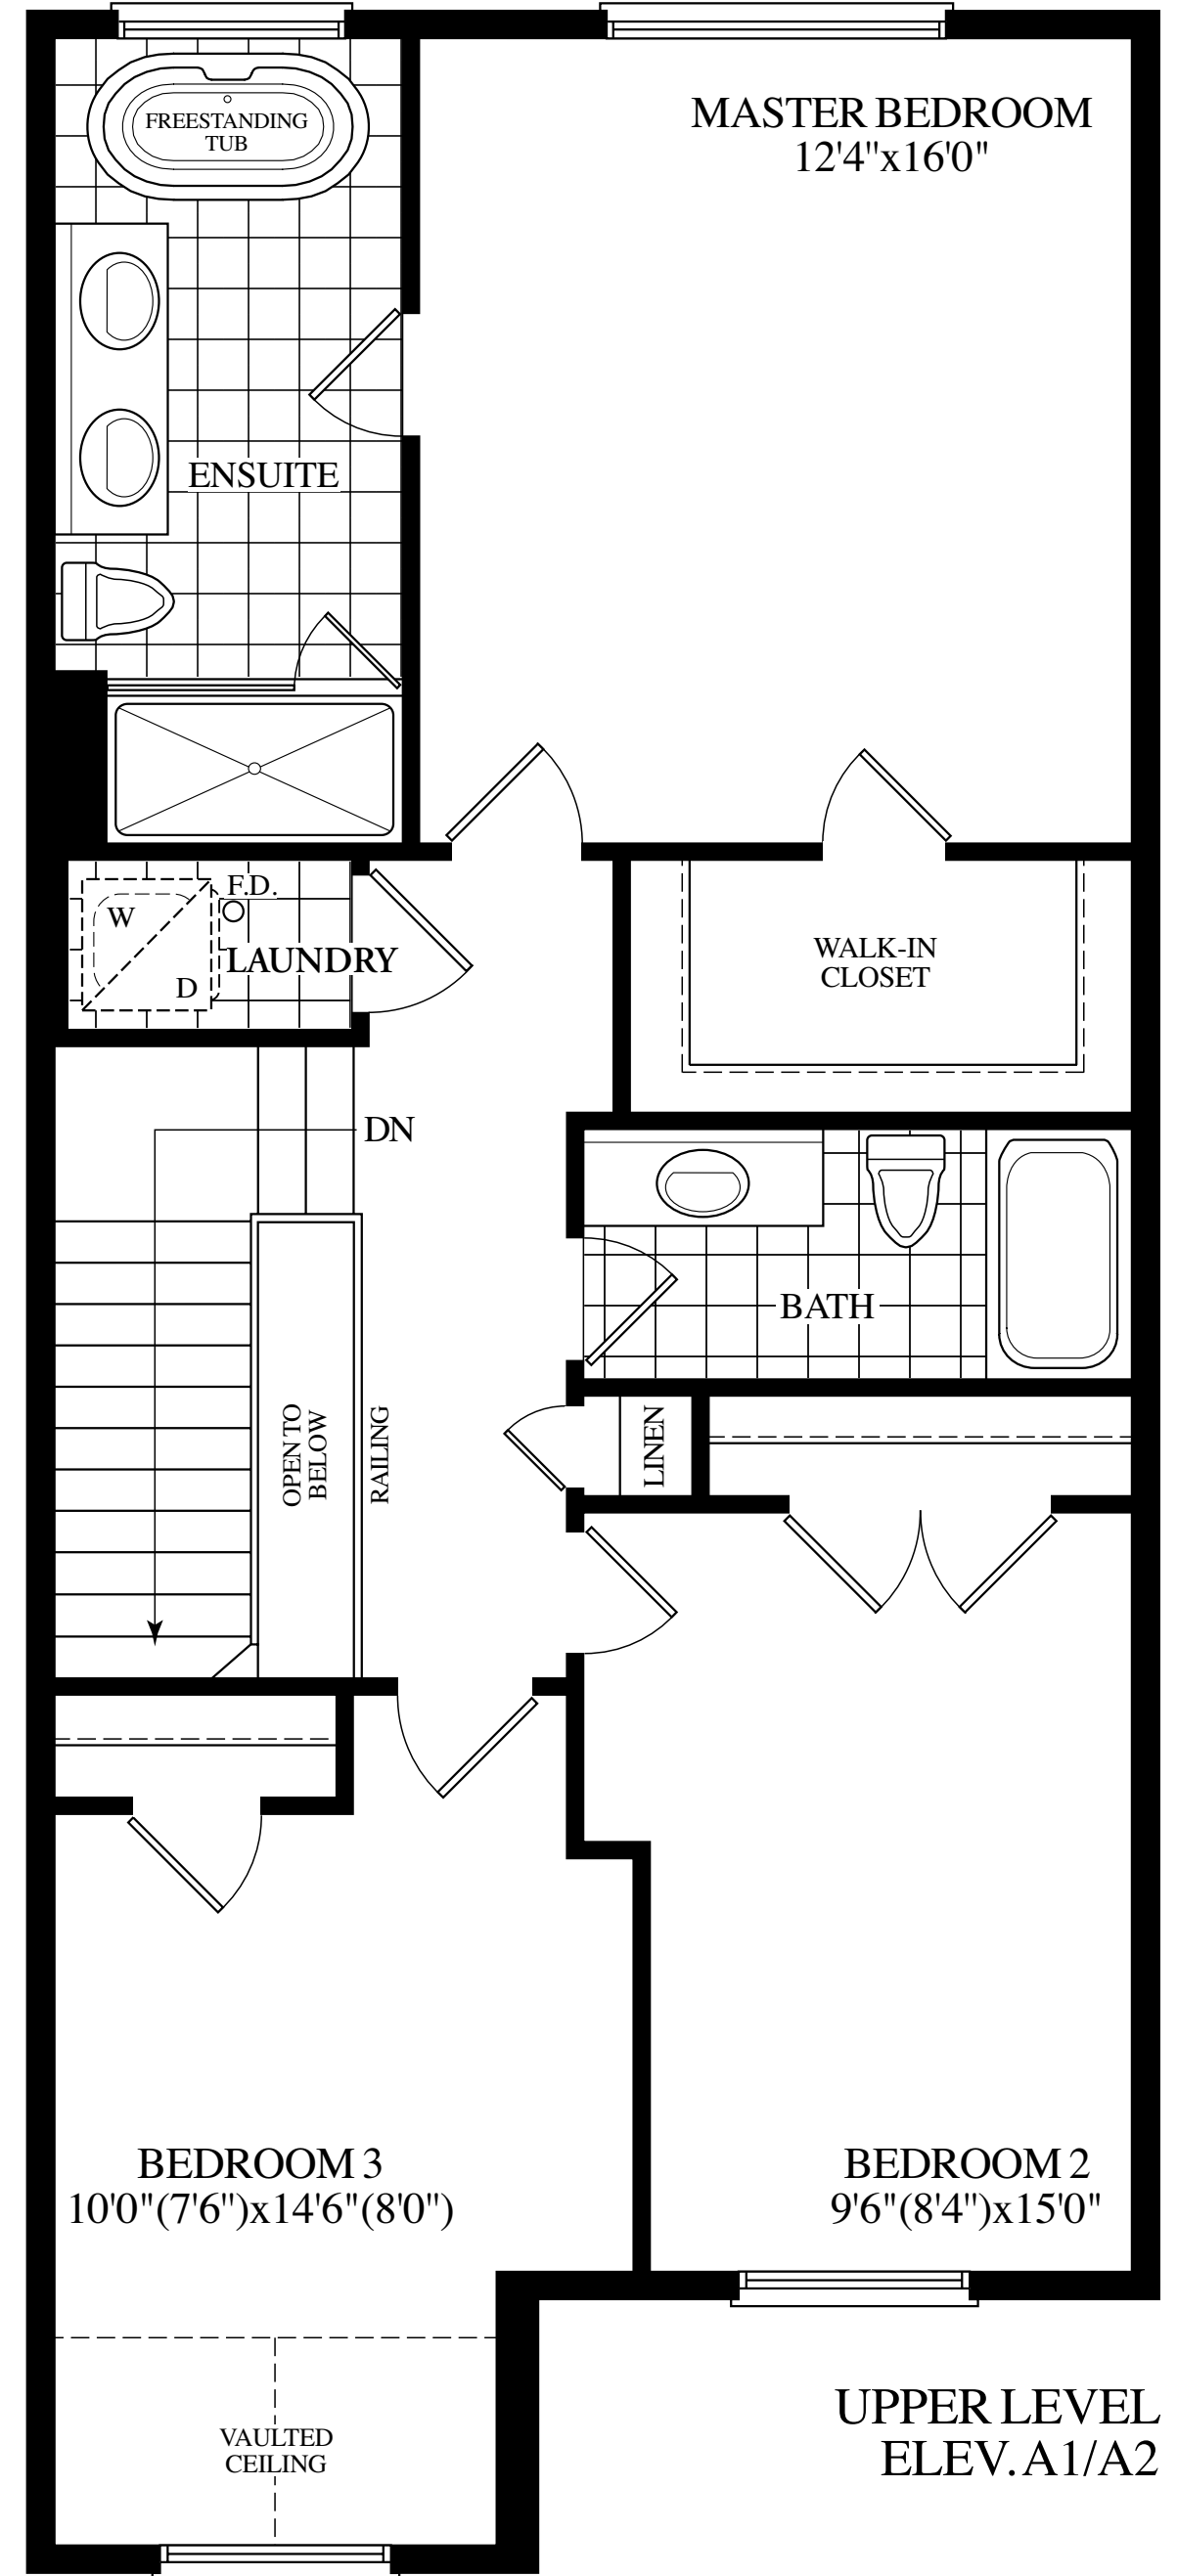 FREESTANDING
TUB
MASTER BEDROOM
12'4"x16'0"
ENSUITE
F.D.
W
LAUNDRY
D
WALK-IN
CLOSET
DN
BATH
OPEN TO
BELOW
RAILING
LINEN
BEDROOM 3
10'0"(7'6")x14'6"(8'0")
BEDROOM 2
9'6"(8'4")x15'0"
VAULTED
CEILING
UPPER LEVEL
ELEV. A1/A2